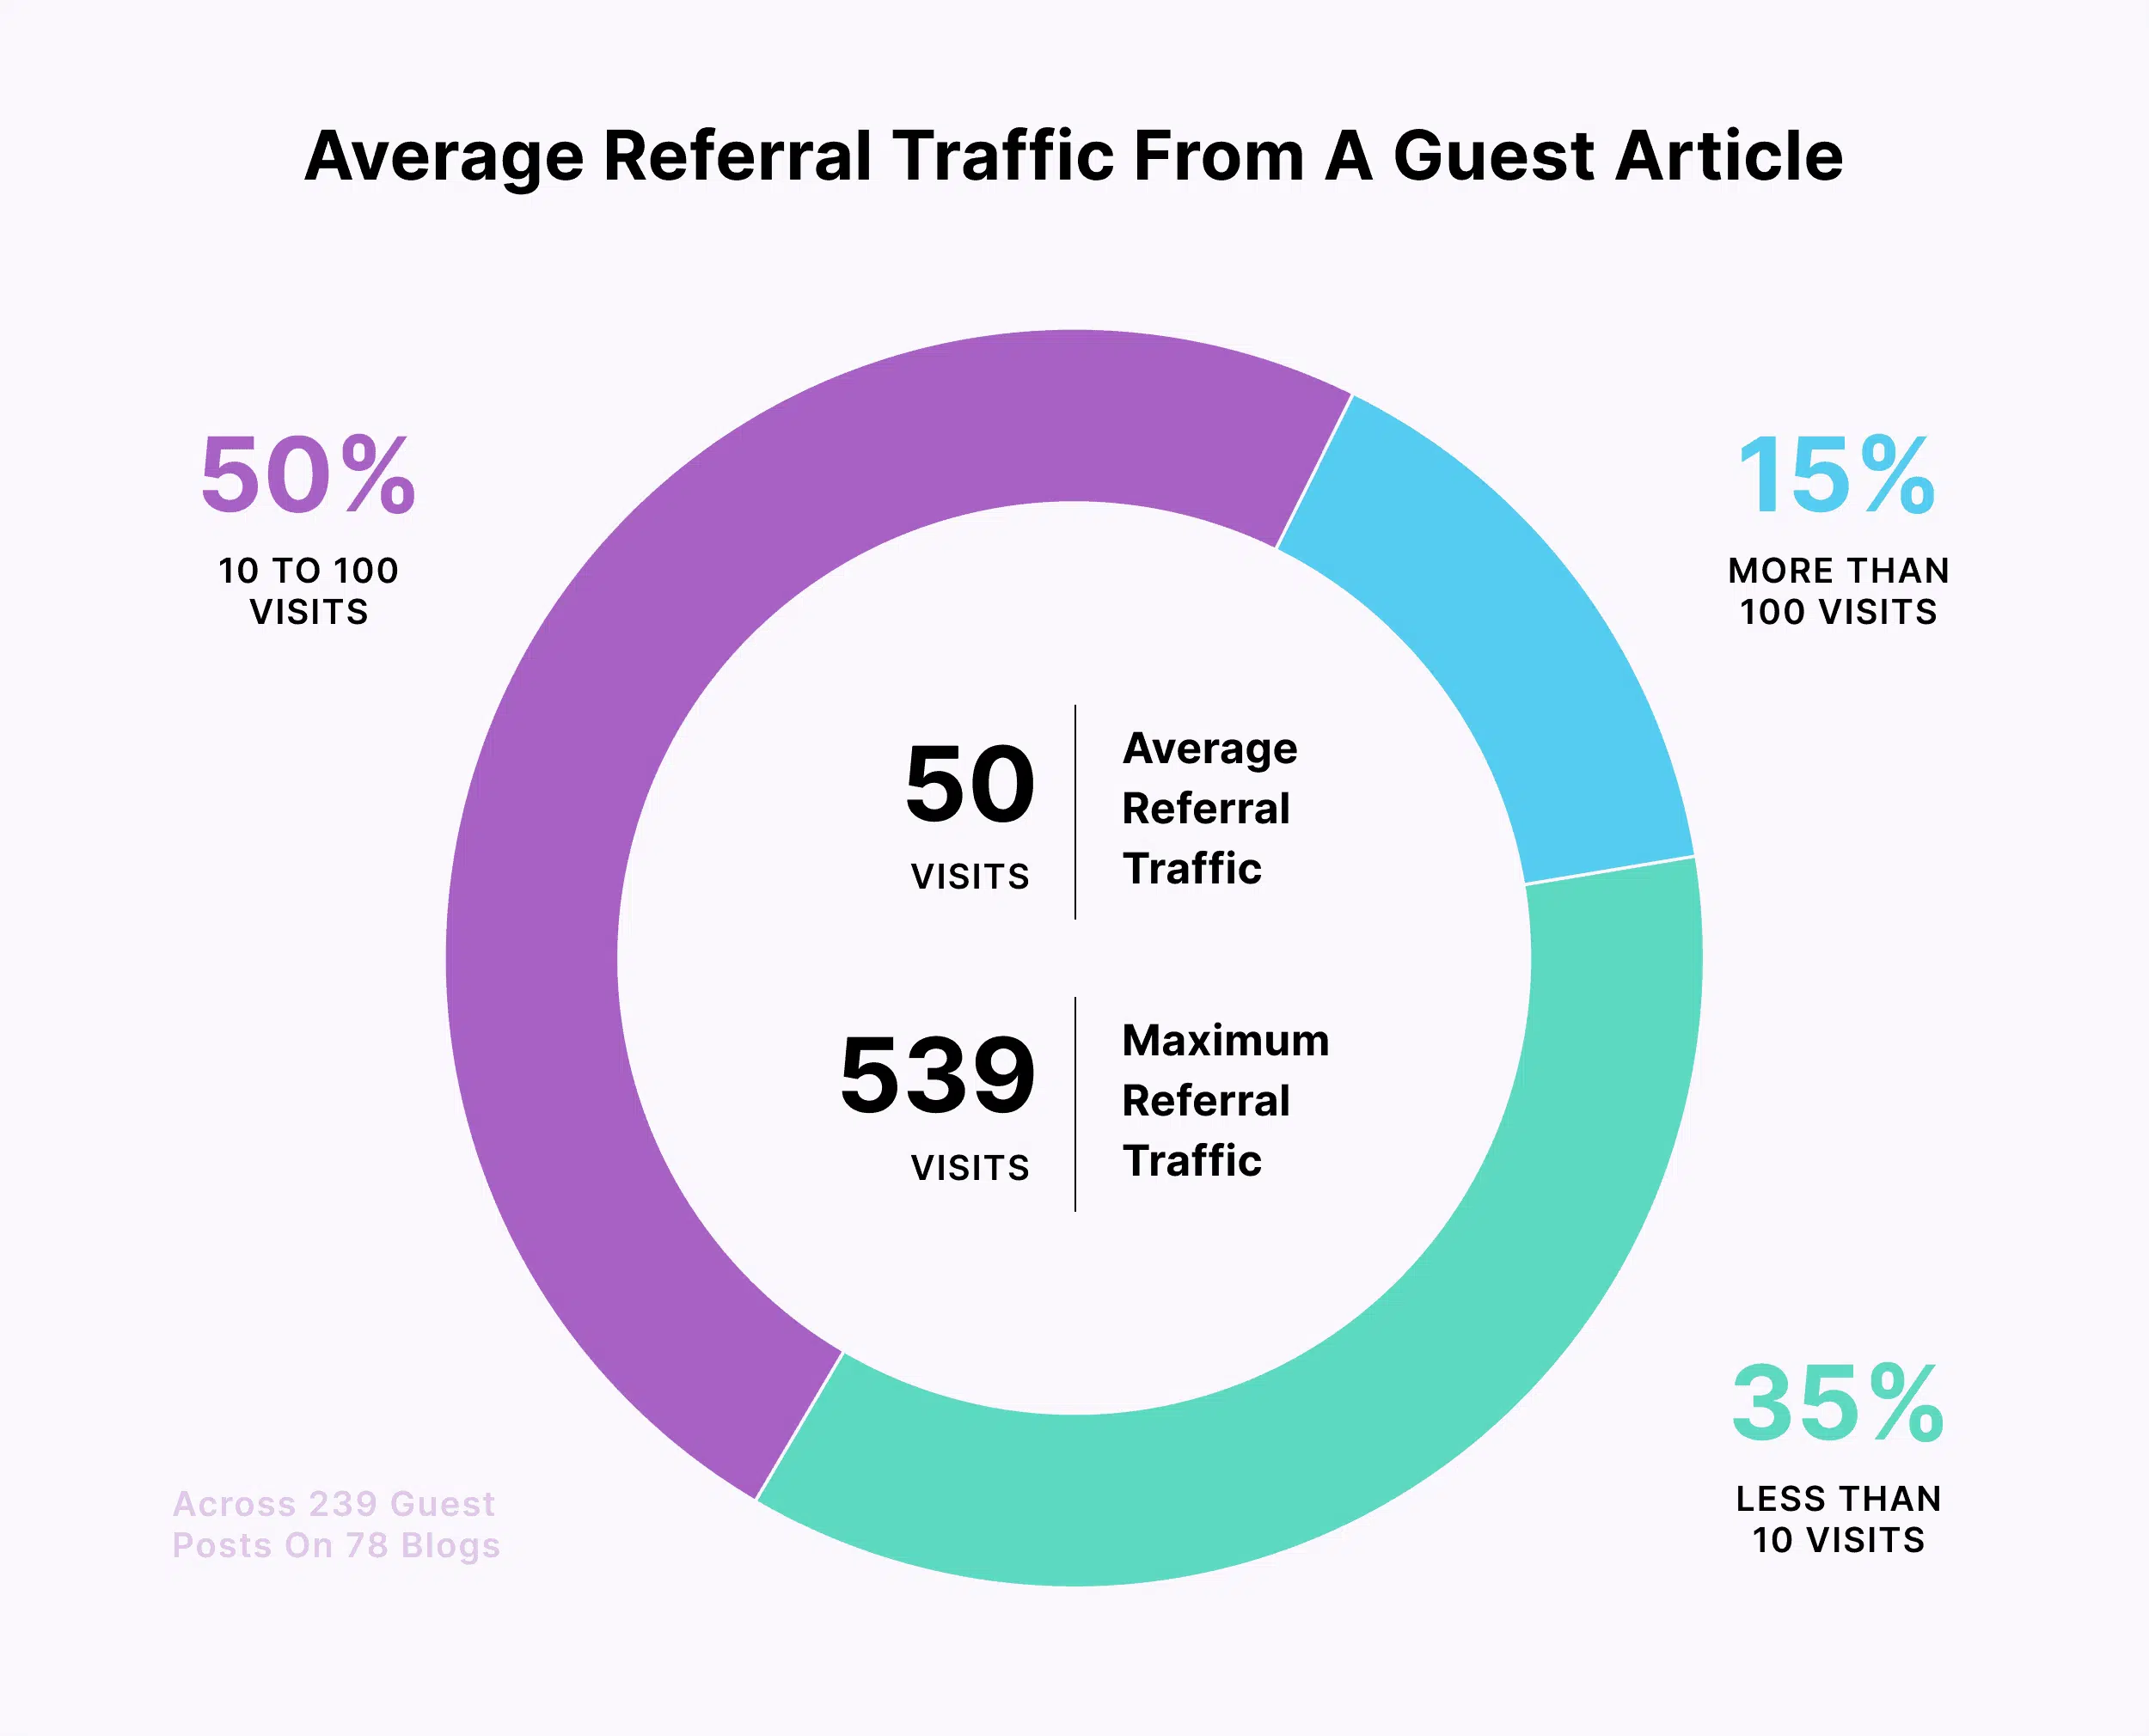 Average Referral Traffic From A Guest Article
50%
10 TO 100
VISITS
15%
MORE THAN
100 VISITS
50
VISITS
Average
Referral
Traffic
539
VISITS
Maximum
Referral
Traffic
35%
LESS THAN
10 VISITS
Across 239 Guest
Posts On 78 Blogs